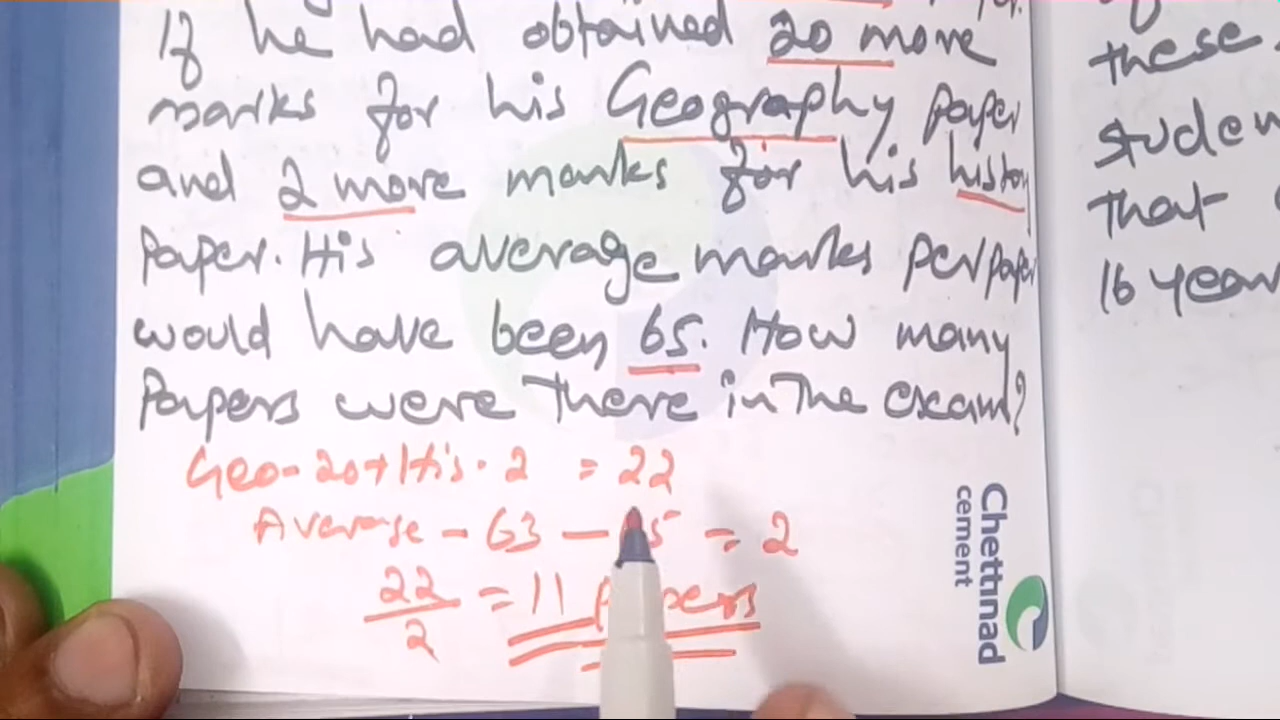 If he had obtained 20 more
marks for his Geography paper
and 2 more marks for his history
Paper. His average marks per paper
would have been 65. How many
Papers were there in the exam?
Geo - 20 + His - 2 = 22
Average - 63 - 65 = 2
22/2 = 11 papers
these
studen
that
16 year
Chettinad
cement